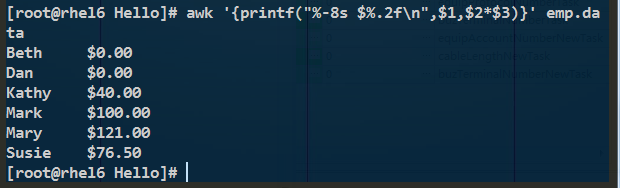 [root@rhel6 Hello]# awk '{printf("%-8s $%.2f\n",$1,$2*$3)}' emp.da
ta
Beth     $0.00
Dan      $0.00
Kathy    $40.00
Mark     $100.00
Mary     $121.00
Susie    $76.50
[root@rhel6 Hello]#